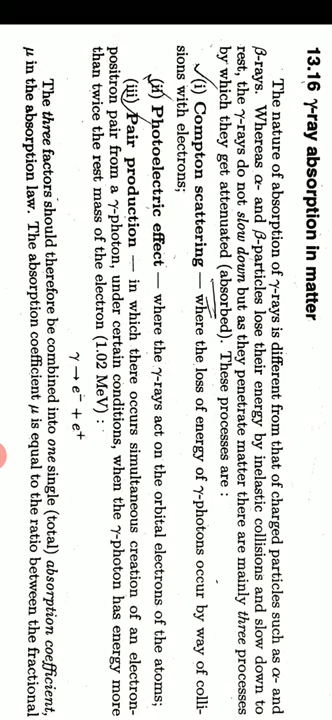 13.16 γ-ray absorption in matter
The nature of absorption of γ-rays is different from that of charged particles such as α- and
β-rays. Whereas α- and β-particles lose their energy by inelastic collisions and slow down to
rest, the γ-rays do not slow down but as they penetrate matter there are mainly three processes
by which they get attenuated (absorbed). These processes are :
(i) Compton scattering — where the loss of energy of γ-photons occur by way of colli-
sions with electrons;
(ii) Photoelectric effect — where the γ-rays act on the orbital electrons of the atoms;
(iii) Pair production — in which there occurs simultaneous creation of an electron-
positron pair from a γ-photon, under certain conditions, when the γ-photon has energy more
than twice the rest mass of the electron (1.02 MeV) :
γ → e⁻ + e⁺
The three factors should therefore be combined into one single (total) absorption coefficient,
μ in the absorption law. The absorption coefficient μ is equal to the ratio between the fractional